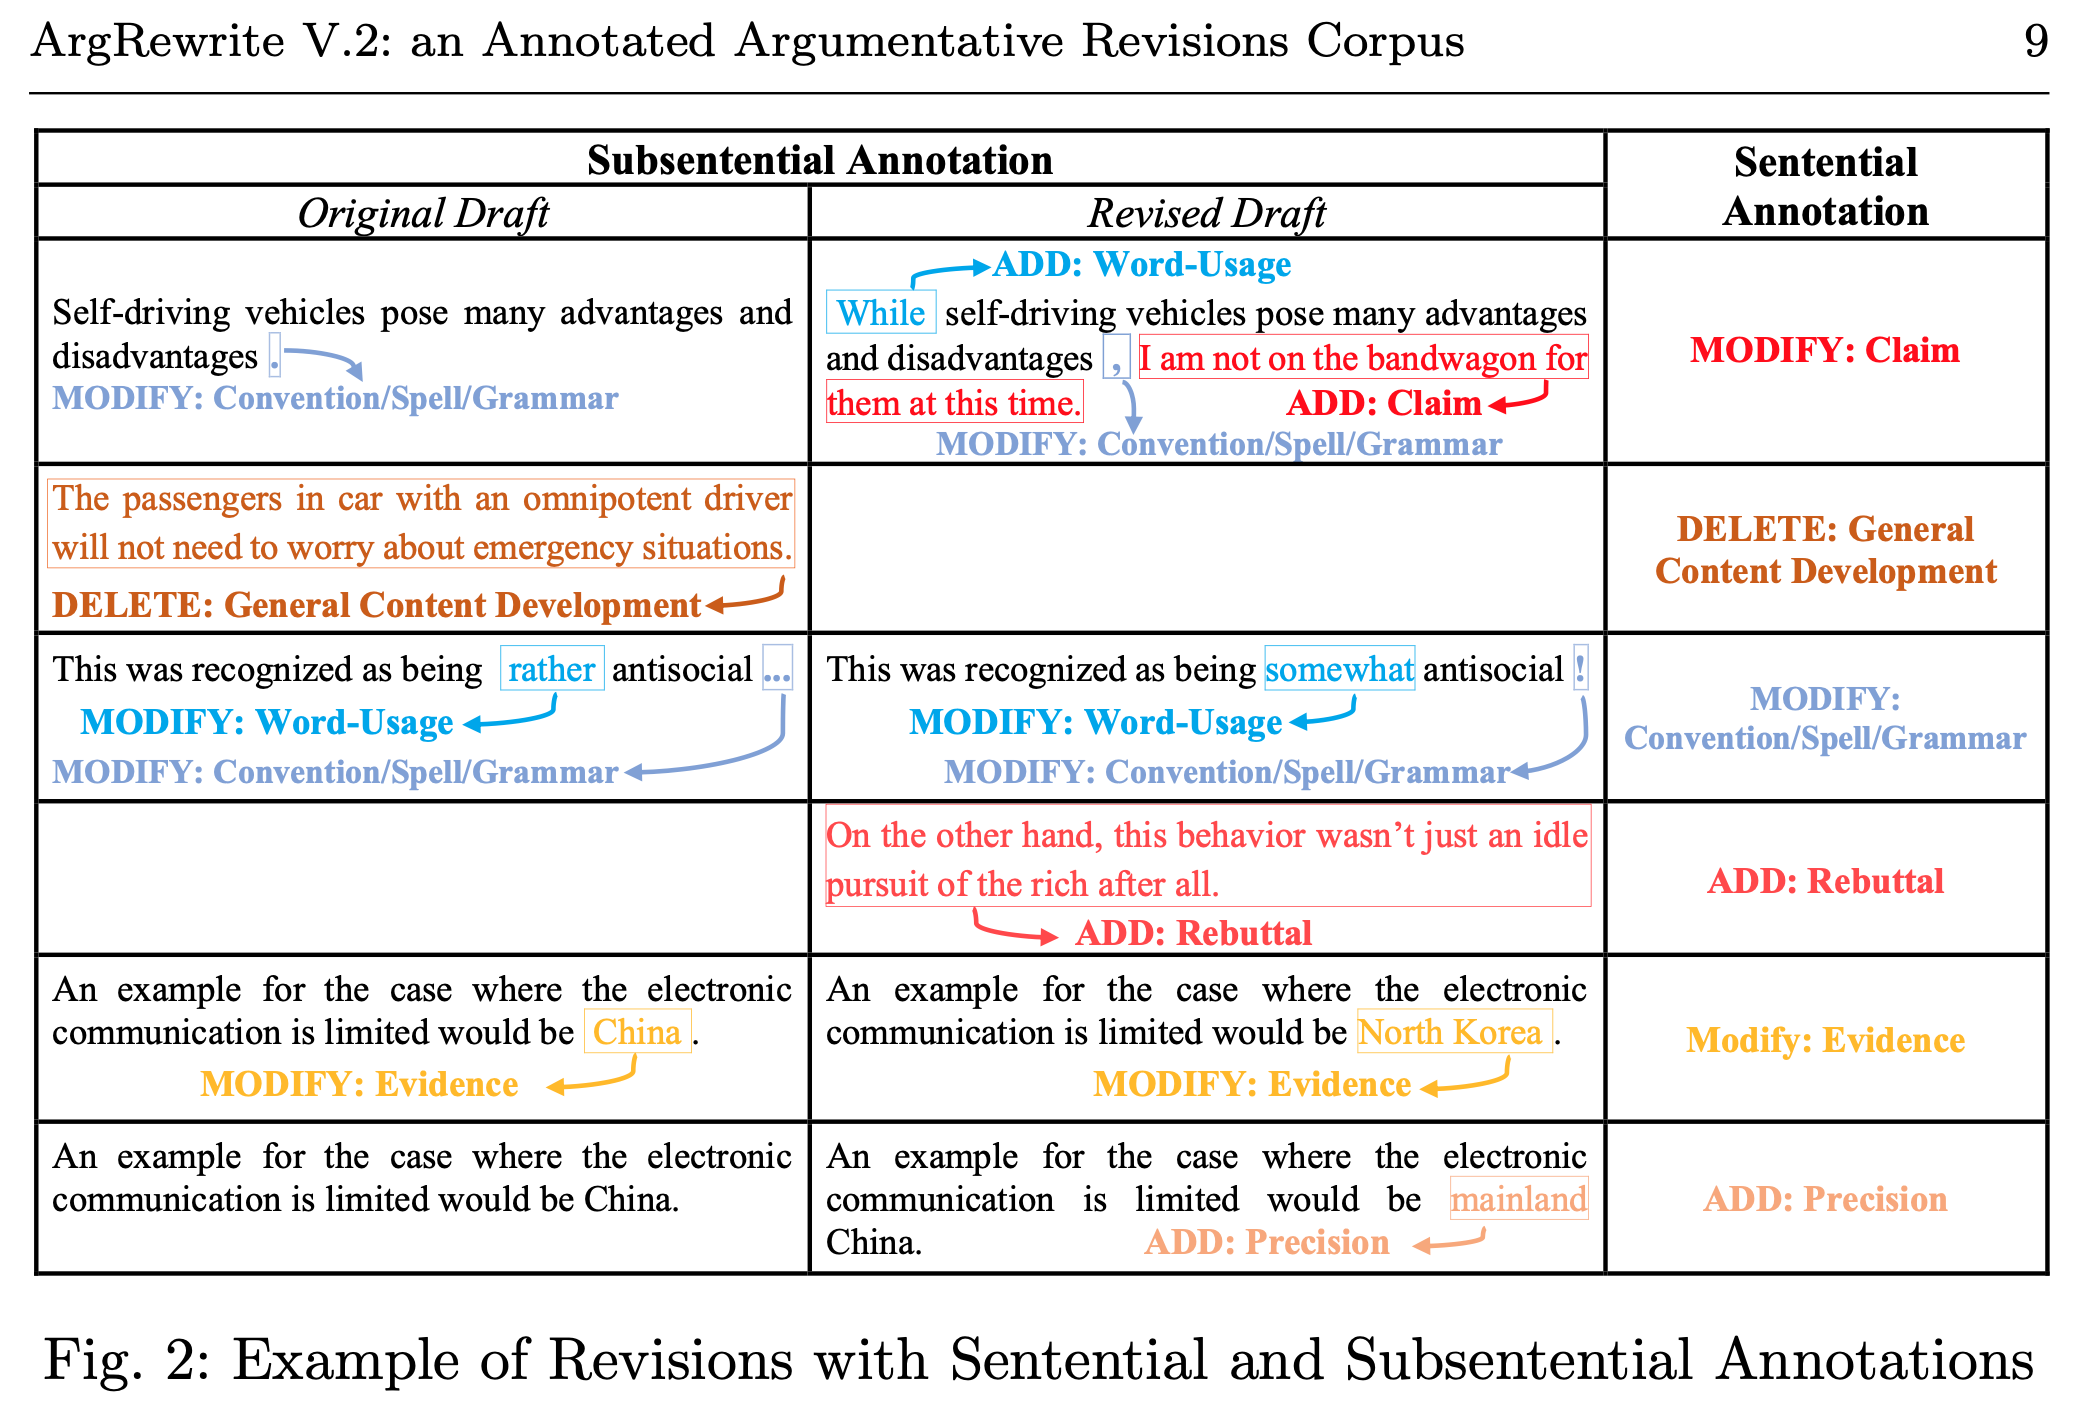 ArgRewrite V.2: an Annotated Argumentative Revisions Corpus 9
Subsentential Annotation
Sentential
Annotation
Original Draft
Revised Draft
Self-driving vehicles pose many advantages and
disadvantages .
MODIFY: Convention/Spell/Grammar
ADD: Word-Usage
While self-driving vehicles pose many advantages
and disadvantages , I am not on the bandwagon for
them at this time. ADD: Claim
MODIFY: Convention/Spell/Grammar
MODIFY: Claim
The passengers in car with an omnipotent driver
will not need to worry about emergency situations.
DELETE: General Content Development
DELETE: General
Content Development
This was recognized as being rather antisocial ...
MODIFY: Word-Usage
MODIFY: Convention/Spell/Grammar
This was recognized as being somewhat antisocial !
MODIFY: Word-Usage
MODIFY: Convention/Spell/Grammar
MODIFY:
Convention/Spell/Grammar
On the other hand, this behavior wasn’t just an idle
pursuit of the rich after all.
ADD: Rebuttal
ADD: Rebuttal
An example for the case where the electronic
communication is limited would be China .
MODIFY: Evidence
An example for the case where the electronic
communication is limited would be North Korea .
MODIFY: Evidence
Modify: Evidence
An example for the case where the electronic
communication is limited would be China.
An example for the case where the electronic
communication is limited would be mainland
China. ADD: Precision
ADD: Precision
Fig. 2: Example of Revisions with Sentential and Subsentential Annotations